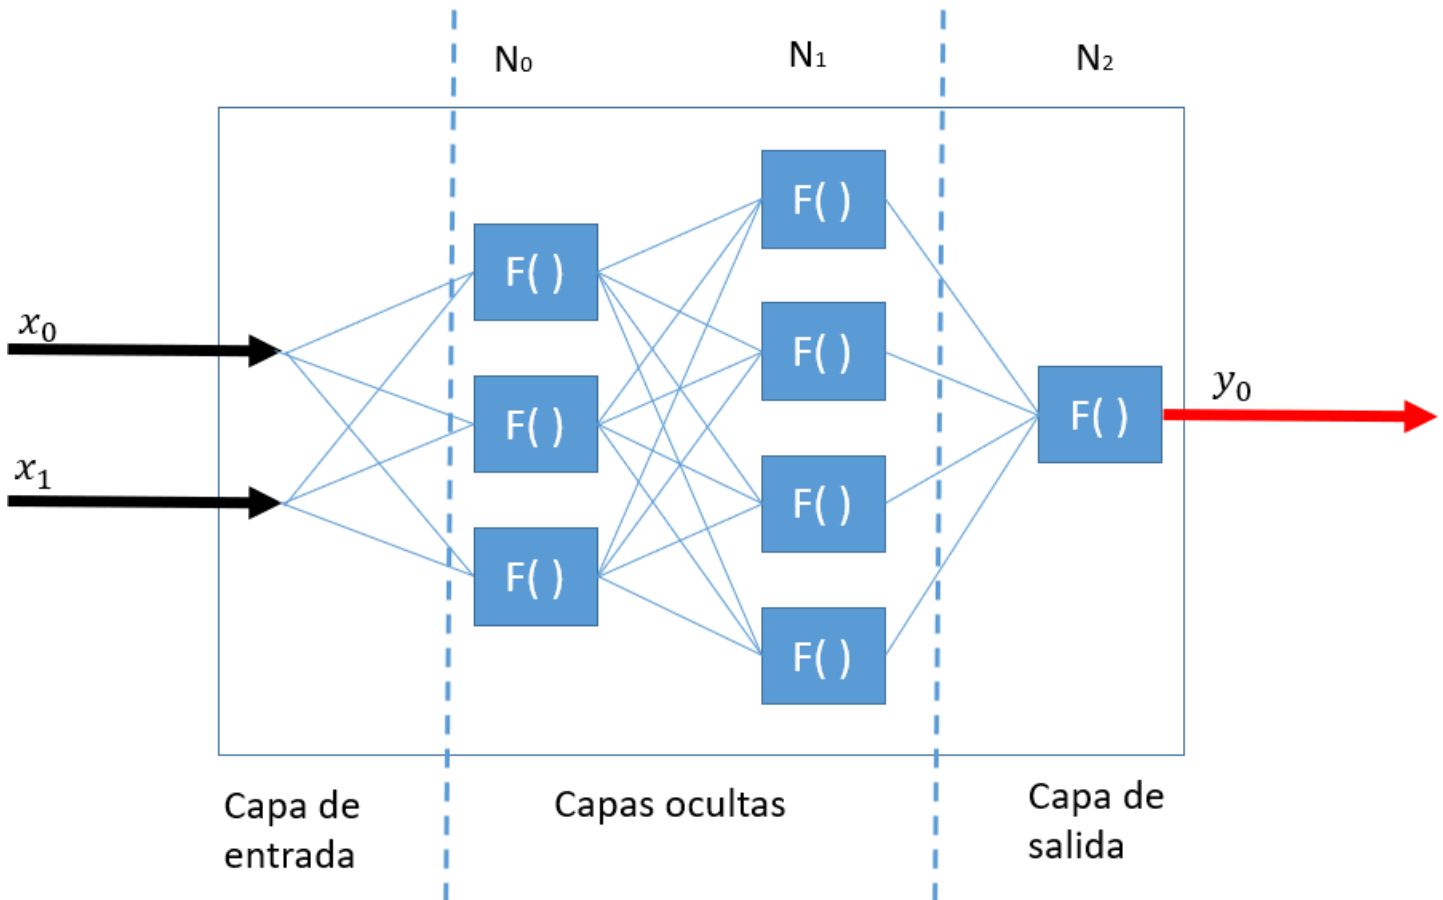 N₀
N₁
N₂
F( )
F( )
F( )
F( )
x₀
F( )
y₀
F( )
F( )
x₁
F( )
F( )
F( )
Capa de
entrada
Capas ocultas
Capa de
salida